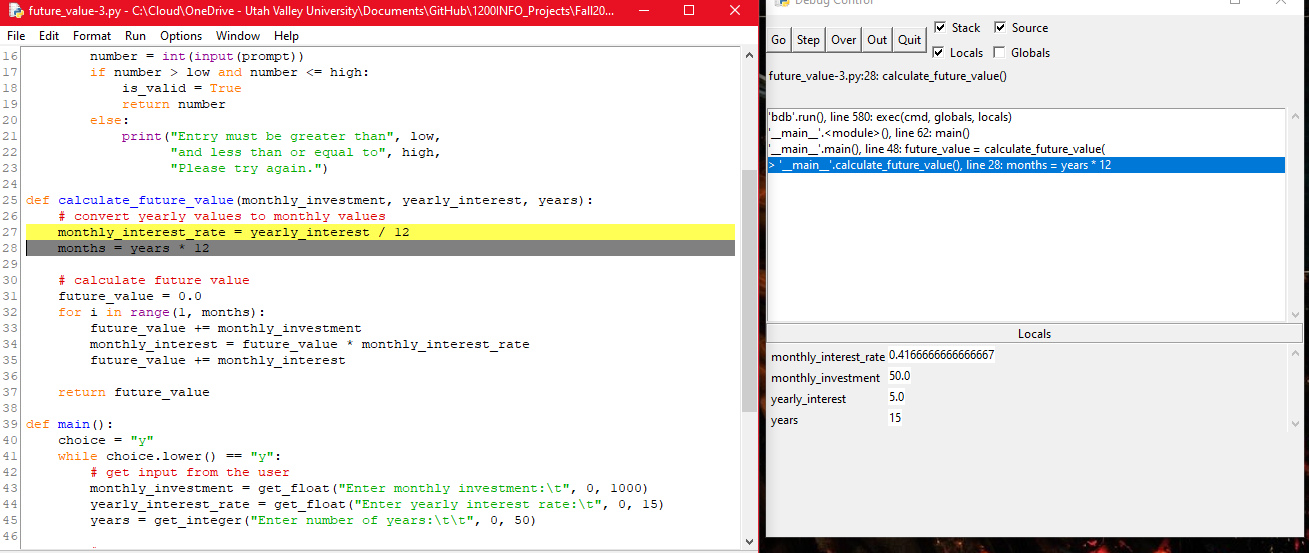 future_value-3.py - C:\Cloud\OneDrive - Utah Valley University\Documents\GitHub\1200INFO_Projects\Fall20...
File Edit Format Run Options Window Help
16 number = int(input(prompt))
17 if number > low and number <= high:
18 is_valid = True
19 return number
20 else:
21 print("Entry must be greater than", low,
22 "and less than or equal to", high,
23 "Please try again.")
24
25 def calculate_future_value(monthly_investment, yearly_interest, years):
26 # convert yearly values to monthly values
27 monthly_interest_rate = yearly_interest / 12
28 months = years * 12
29
30 # calculate future value
31 future_value = 0.0
32 for i in range(1, months):
33 future_value += monthly_investment
34 monthly_interest = future_value * monthly_interest_rate
35 future_value += monthly_interest
36
37 return future_value
38
39 def main():
40 choice = "y"
41 while choice.lower() == "y":
42 # get input from the user
43 monthly_investment = get_float("Enter monthly investment:\t", 0, 1000)
44 yearly_interest_rate = get_float("Enter yearly interest rate:\t", 0, 15)
45 years = get_integer("Enter number of years:\t\t", 0, 50)
46
Debug Control
Go Step Over Out Quit
Stack Source
Locals Globals
future_value-3.py:28: calculate_future_value()
'bdb'.run(), line 580: exec(cmd, globals, locals)
'__main__'.<module>(), line 62: main()
'__main__'.main(), line 48: future_value = calculate_future_value(
> '__main__'.calculate_future_value(), line 28: months = years * 12
Locals
monthly_interest_rate 0.4166666666666667
monthly_investment 50.0
yearly_interest 5.0
years 15